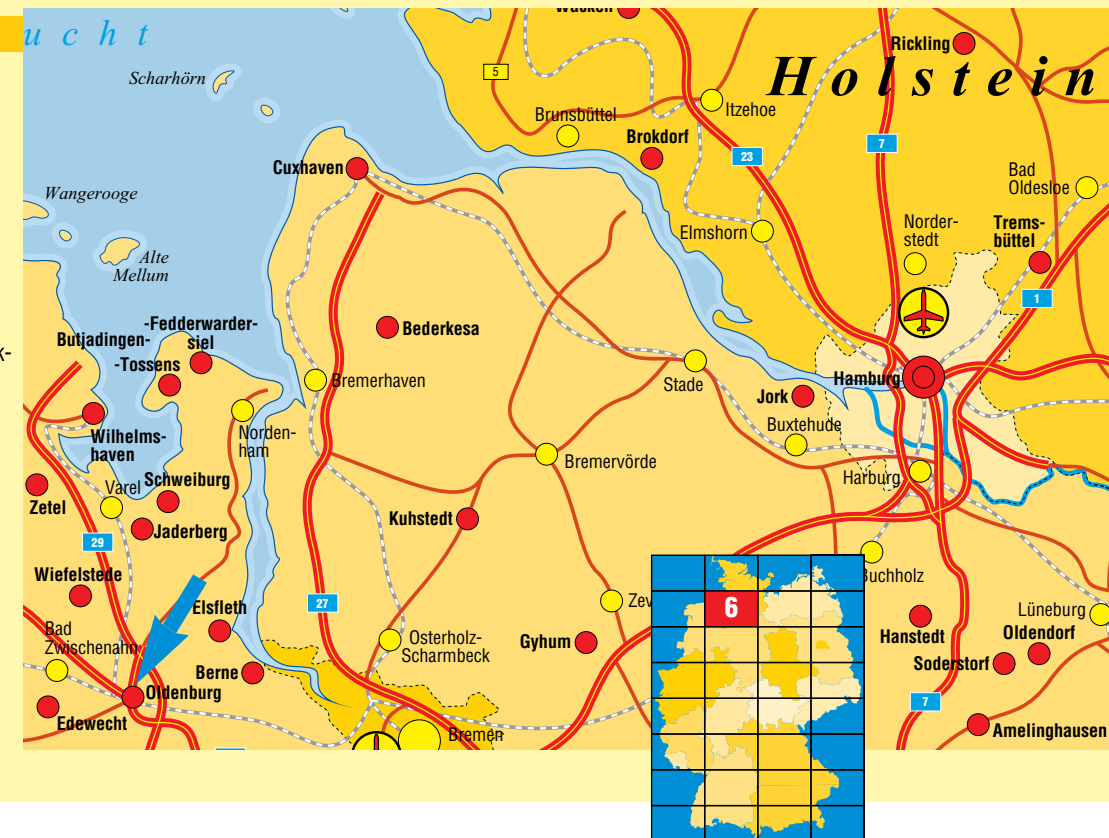 Wacken
u c h t
Rickling
Holstein
Scharhörn
5
Itzehoe
Brunsbüttel
Brokdorf
7
23
Cuxhaven
Bad
Oldesloe
Wangerooge
Norder-
stedt
Trems-
büttel
Elmshorn
Alte
Mellum
1
-Fedderwarder-
siel
Butjadingen-
Bederkesa
k-
-Tossens
Bremerhaven
Stade
Hamburg
Jork
Norden-
ham
Buxtehude
Wilhelms-
haven
Bremervörde
Harburg
Schweiburg
Varel
Zetel
Kuhstedt
Jaderberg
29
Wiefelstede
Buchholz
27
6
Zev
Elsfleth
Lüneburg
Bad
Zwischenahn
Osterholz-
Scharmbeck
Gyhum
Hanstedt
Oldendorf
Soderstorf
Berne
Oldenburg
7
Edewecht
Bremen
Amelinghausen